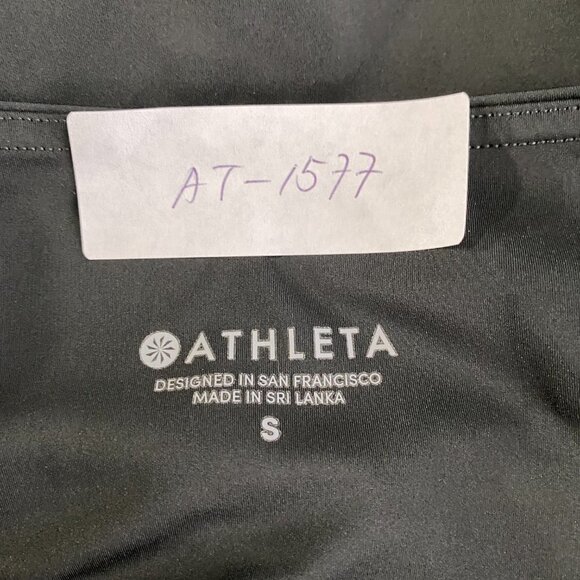 AT-1577
ATHLETA
DESIGNED IN SAN FRANCISCO
MADE IN SRI LANKA
S